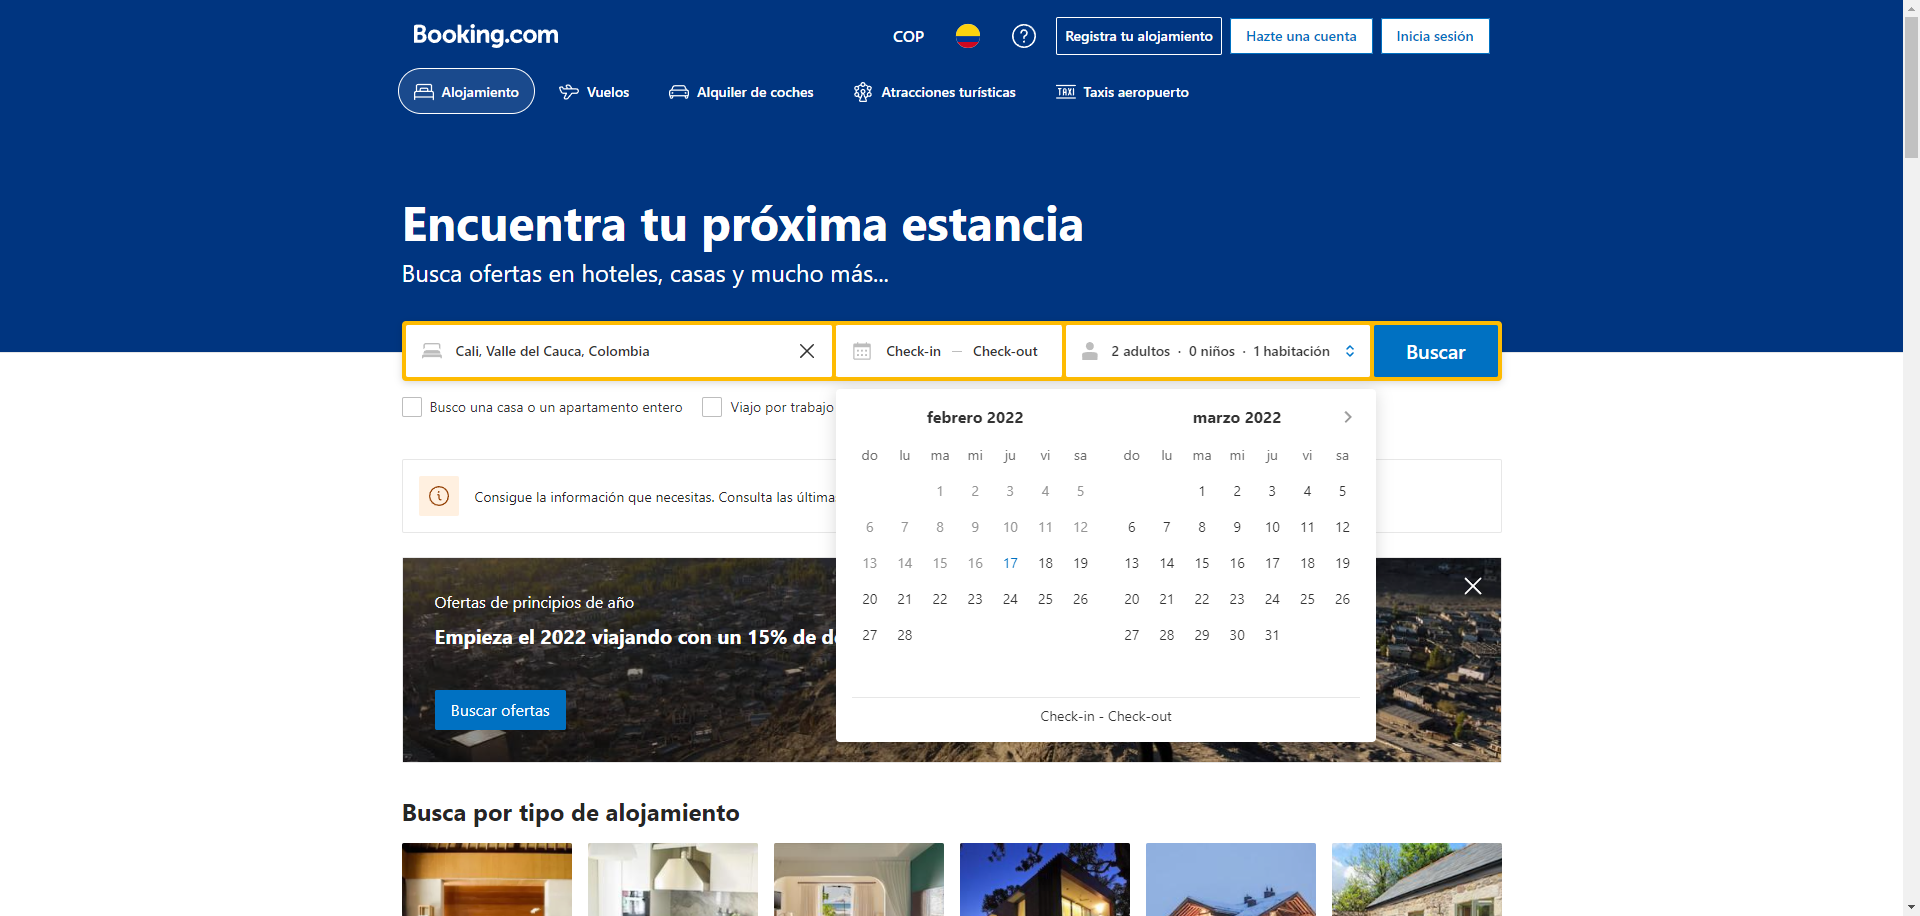 Booking.com
COP
?
Registra tu alojamiento
Hazte una cuenta
Inicia sesión
Alojamiento
Vuelos
Alquiler de coches
Atracciones turísticas
TAXI Taxis aeropuerto
Encuentra tu próxima estancia
Busca ofertas en hoteles, casas y mucho más...
Cali, Valle del Cauca, Colombia
Check-in — Check-out
2 adultos · 0 niños · 1 habitación
Buscar
Busco una casa o un apartamento entero
Viajo por trabajo
febrero 2022
do lu ma mi ju vi sa
1 2 3 4 5
6 7 8 9 10 11 12
13 14 15 16 17 18 19
20 21 22 23 24 25 26
27 28
marzo 2022
do lu ma mi ju vi sa
1 2 3 4 5
6 7 8 9 10 11 12
13 14 15 16 17 18 19
20 21 22 23 24 25 26
27 28 29 30 31
Check-in - Check-out
Consigue la información que necesitas. Consulta las última
Ofertas de principios de año
Empieza el 2022 viajando con un 15% de d
Buscar ofertas
Busca por tipo de alojamiento